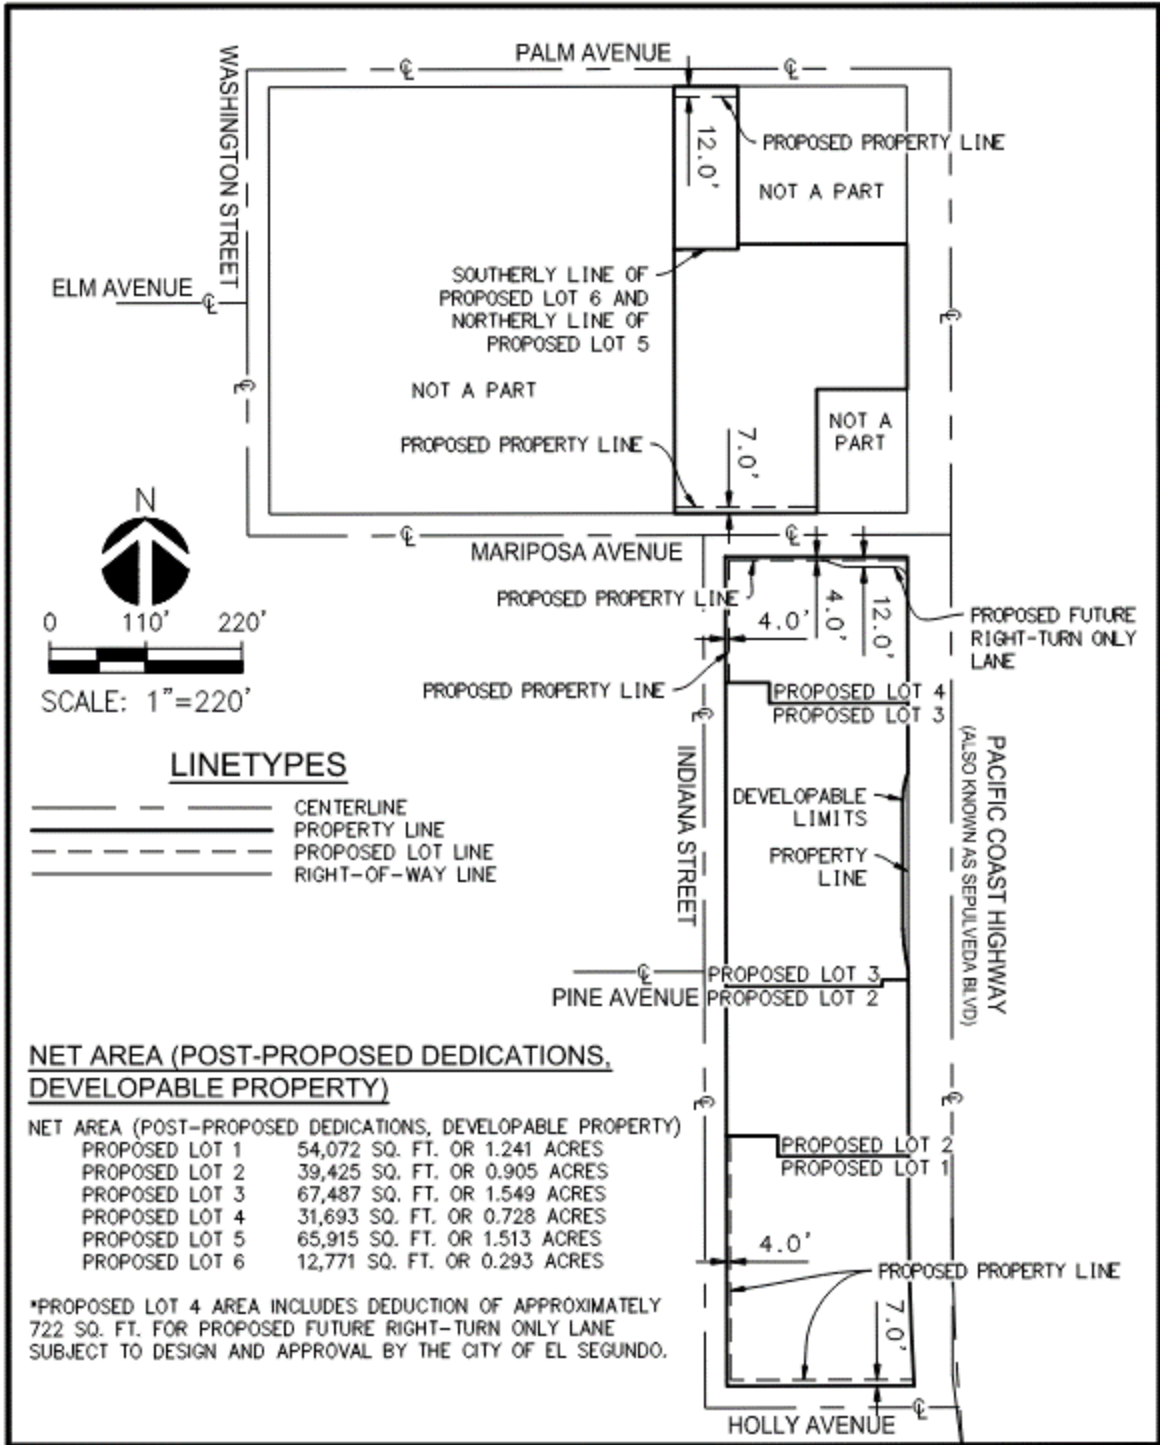 PALM AVENUE
WASHINGTON STREET
℄
℄
12.0'
PROPOSED PROPERTY LINE
NOT A PART
ELM AVENUE
℄
SOUTHERLY LINE OF
PROPOSED LOT 6 AND
NORTHERLY LINE OF
PROPOSED LOT 5
℄
℄
NOT A PART
NOT A
PART
PROPOSED PROPERTY LINE
7.0'
N
℄
℄
MARIPOSA AVENUE
PROPOSED PROPERTY LINE
4.0'
4.0'
12.0'
PROPOSED FUTURE
RIGHT-TURN ONLY
LANE
0 110' 220'
SCALE: 1"=220'
PROPOSED PROPERTY LINE
PROPOSED LOT 4
PROPOSED LOT 3
℄
INDIANA STREET
PACIFIC COAST HIGHWAY
(ALSO KNOWN AS SEPULVEDA BLVD)
LINETYPES
CENTERLINE
PROPERTY LINE
PROPOSED LOT LINE
RIGHT-OF-WAY LINE
DEVELOPABLE
LIMITS
PROPERTY
LINE
℄
PINE AVENUE
PROPOSED LOT 3
PROPOSED LOT 2
NET AREA (POST-PROPOSED DEDICATIONS,
DEVELOPABLE PROPERTY)
NET AREA (POST-PROPOSED DEDICATIONS, DEVELOPABLE PROPERTY)
PROPOSED LOT 1 54,072 SQ. FT. OR 1.241 ACRES
PROPOSED LOT 2 39,425 SQ. FT. OR 0.905 ACRES
PROPOSED LOT 3 67,487 SQ. FT. OR 1.549 ACRES
PROPOSED LOT 4 31,693 SQ. FT. OR 0.728 ACRES
PROPOSED LOT 5 65,915 SQ. FT. OR 1.513 ACRES
PROPOSED LOT 6 12,771 SQ. FT. OR 0.293 ACRES
*PROPOSED LOT 4 AREA INCLUDES DEDUCTION OF APPROXIMATELY
722 SQ. FT. FOR PROPOSED FUTURE RIGHT-TURN ONLY LANE
SUBJECT TO DESIGN AND APPROVAL BY THE CITY OF EL SEGUNDO.
℄
℄
PROPOSED LOT 2
PROPOSED LOT 1
4.0'
PROPOSED PROPERTY LINE
7.0'
℄
HOLLY AVENUE